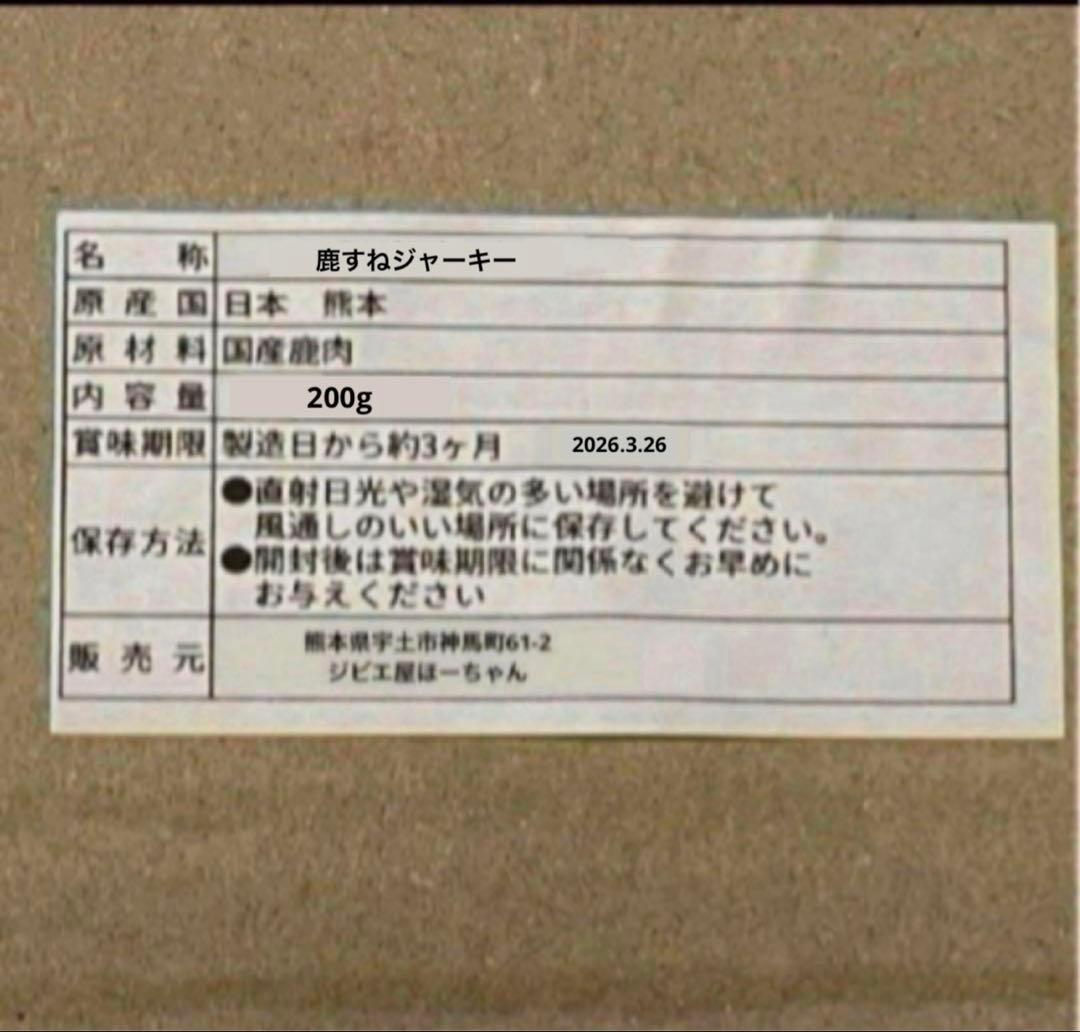 名称 鹿すねジャーキー
原産国 日本 熊本
原材料 国産鹿肉
内容量 200g
賞味期限 製造日から約3ヶ月 2026.3.26
保存方法 ●直射日光や湿気の多い場所を避けて
風通しのいい場所に保存してください。
●開封後は賞味期限に関係なくお早めに
お与えください
販売元 熊本県宇土市神馬町61-2
ジビエ屋ほーちゃん